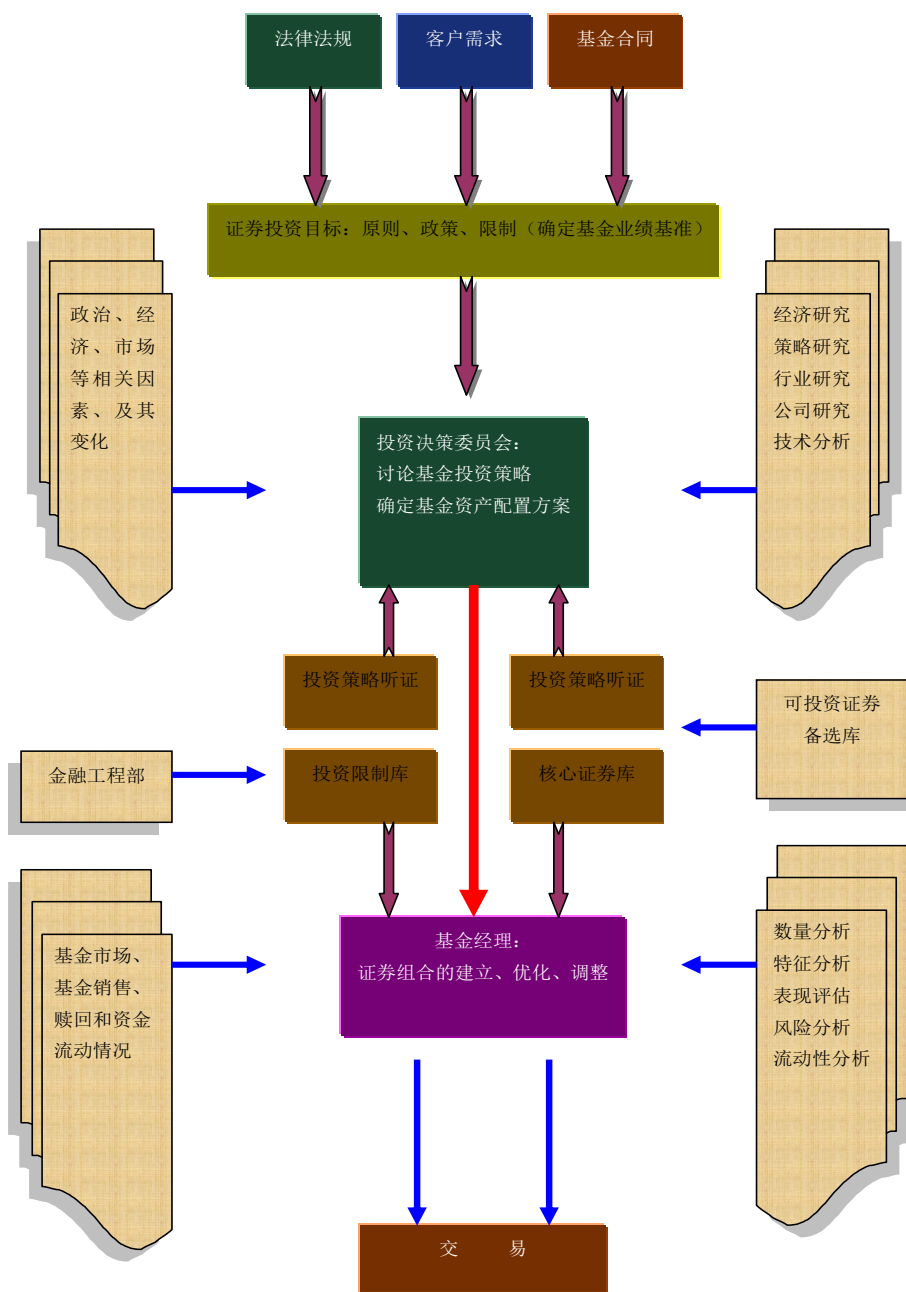 法律法规
客户需求
基金合同
证券投资目标：原则、政策、限制（确定基金业绩基准）
政治、经
济、市场
等相关因
素、及其
变化
经济研究
策略研究
行业研究
公司研究
技术分析
投资决策委员会：
讨论基金投资策略
确定基金资产配置方案
投资策略听证
投资策略听证
可投资证券
备选库
金融工程部
投资限制库
核心证券库
基金经理：
证券组合的建立、优化、调整
基金市场、
基金销售、
赎回和资金
流动情况
数量分析
特征分析
表现评估
风险分析
流动性分析
交 易